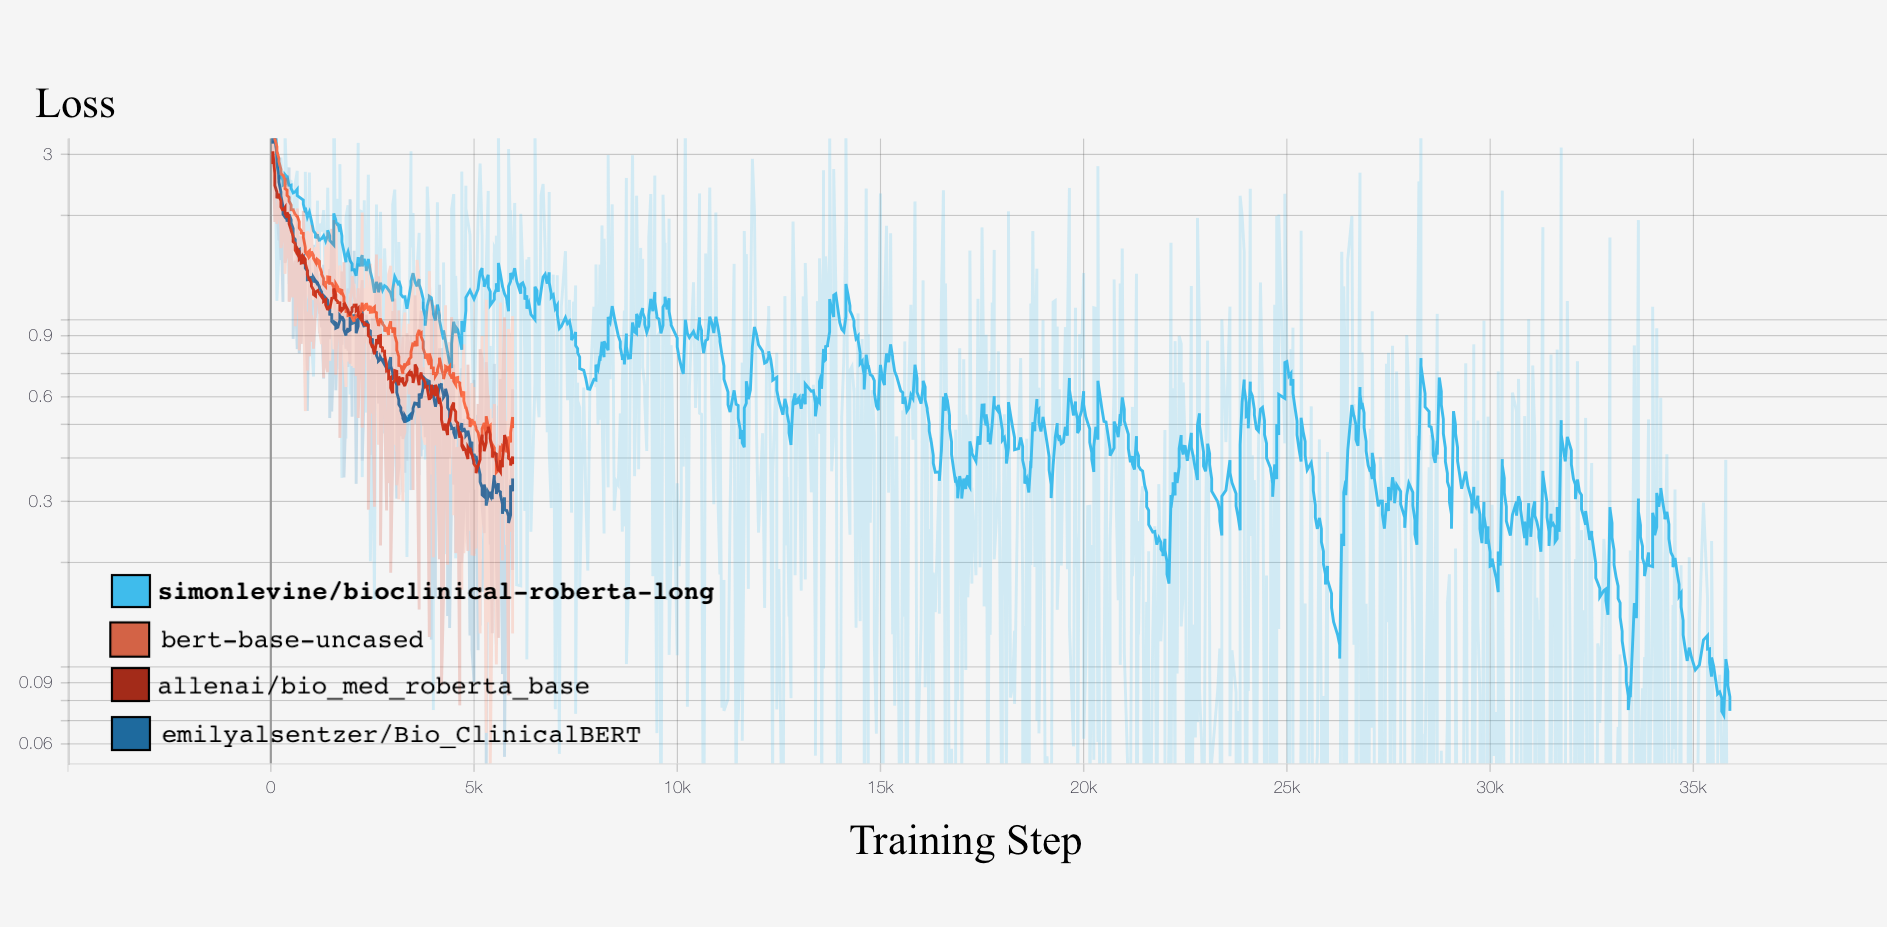 Loss
3
0.9
0.6
0.3
0.09
0.06
simonlevine/bioclinical-roberta-long
bert-base-uncased
allenai/bio_med_roberta_base
emilyalsentzer/Bio_ClinicalBERT
0 5k 10k 15k 20k 25k 30k 35k
Training Step